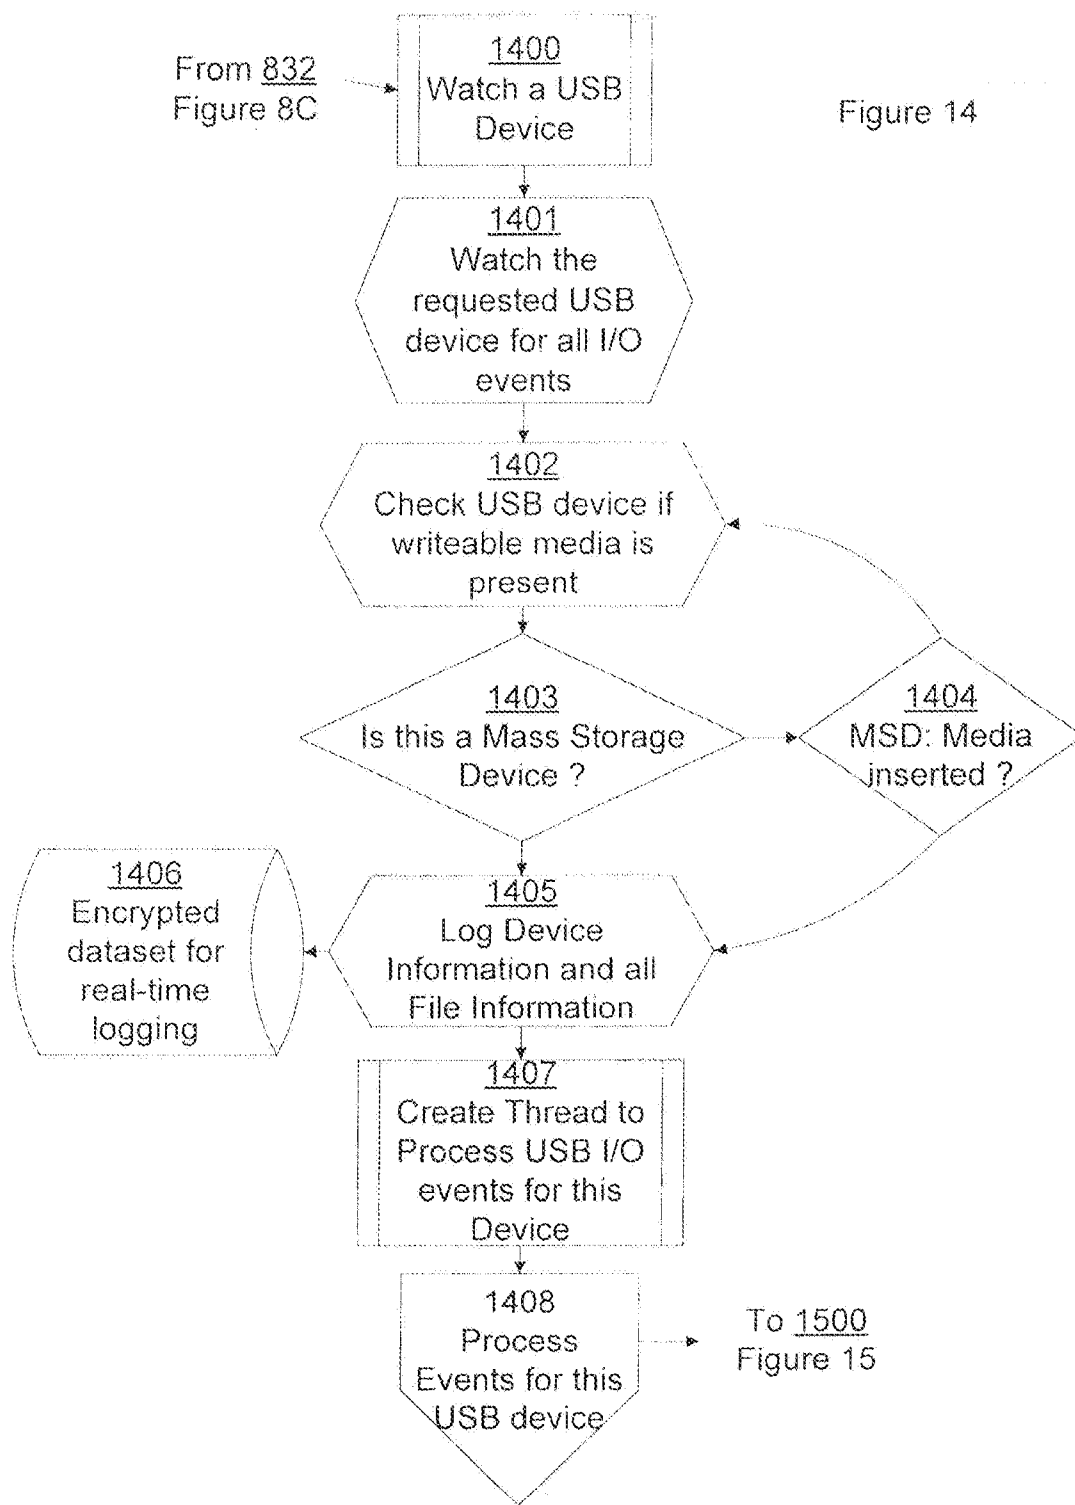 From 832
Figure 8C
1400
Watch a USB
Device
Figure 14
1401
Watch the
requested USB
device for all I/O
events
1402
Check USB device if
writeable media is
present
1403
Is this a Mass Storage
Device ?
1404
MSD: Media
inserted ?
1406
Encrypted
dataset for
real-time
logging
1405
Log Device
Information and all
File Information
1407
Create Thread to
Process USB I/O
events for this
Device
1408
Process
Events for this
USB device
To 1500
Figure 15